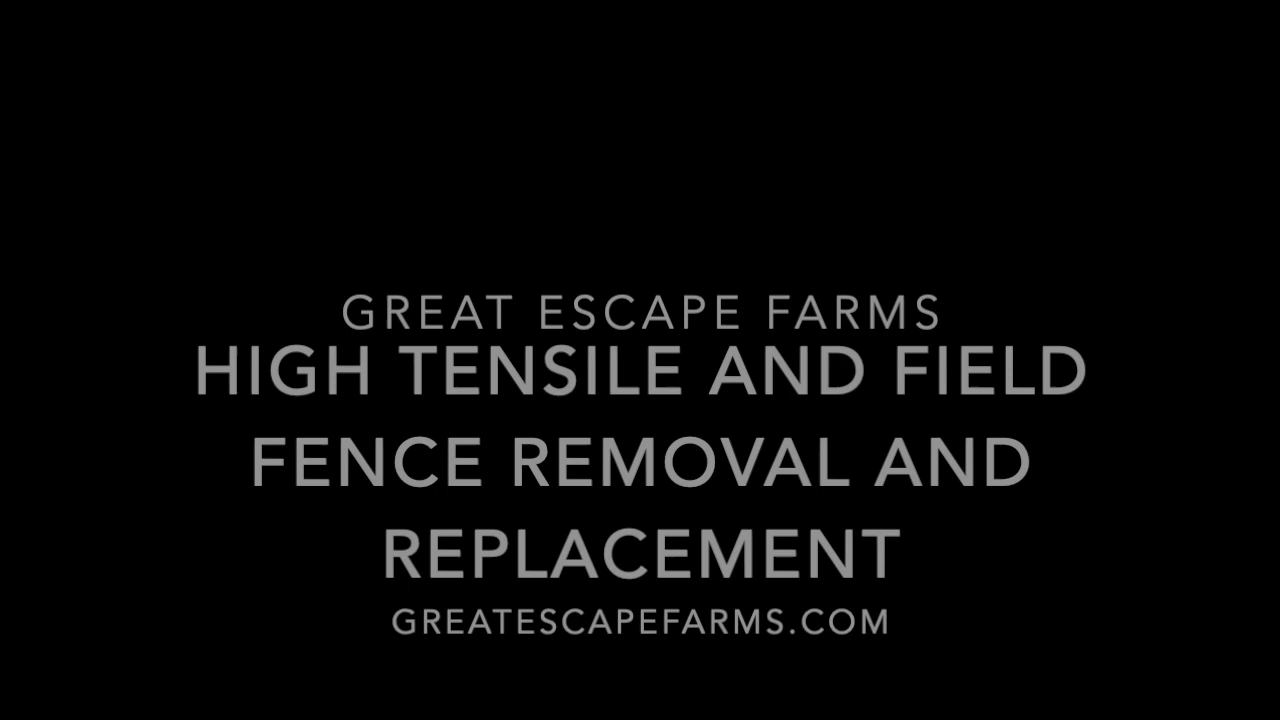 GREAT ESCAPE FARMS
HIGH TENSILE AND FIELD
FENCE REMOVAL AND
REPLACEMENT
GREATESCAPEFARMS.COM